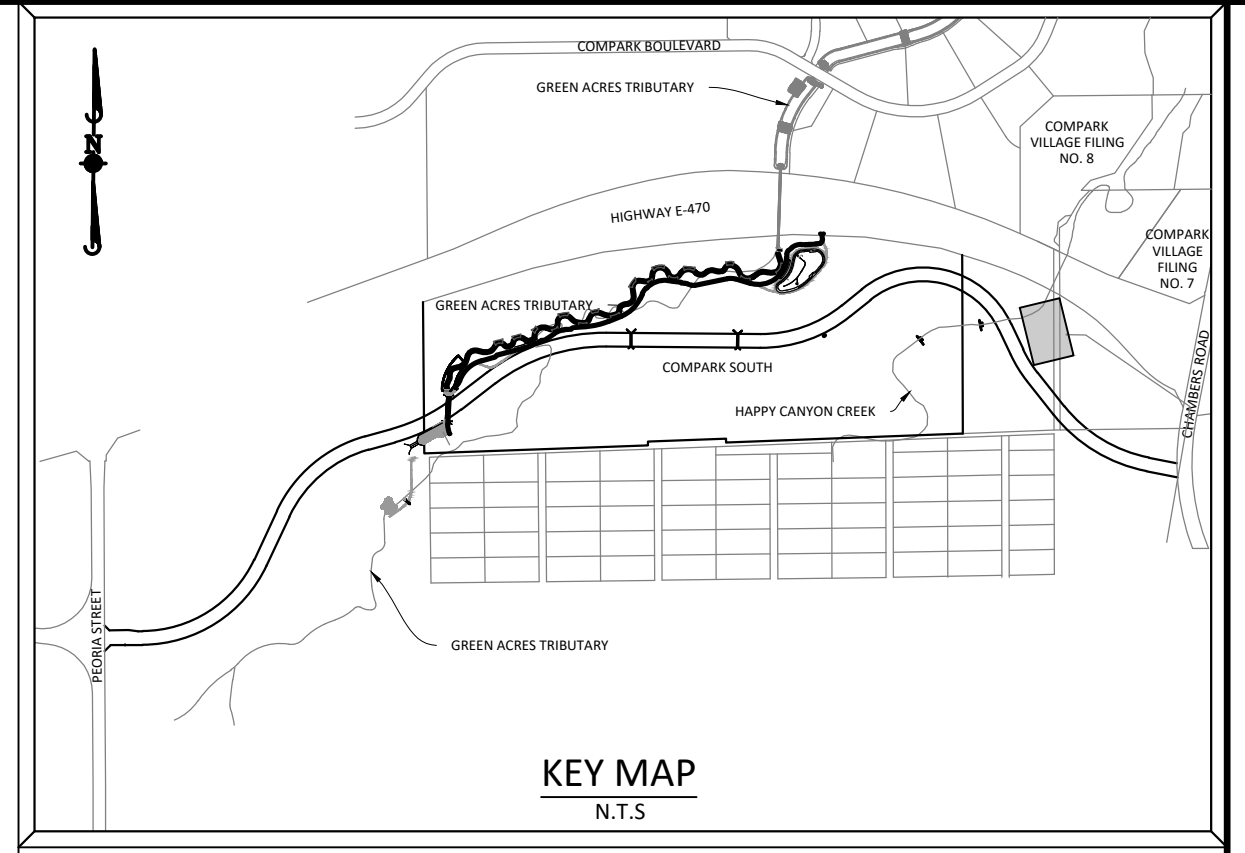 COMPARK BOULEVARD
GREEN ACRES TRIBUTARY
N
COMPARK
VILLAGE FILING
NO. 8
HIGHWAY E-470
COMPARK
VILLAGE
FILING
NO. 7
GREEN ACRES TRIBUTARY
COMPARK SOUTH
CHAMBERS ROAD
HAPPY CANYON CREEK
PEORIA STREET
GREEN ACRES TRIBUTARY
KEY MAP
N.T.S